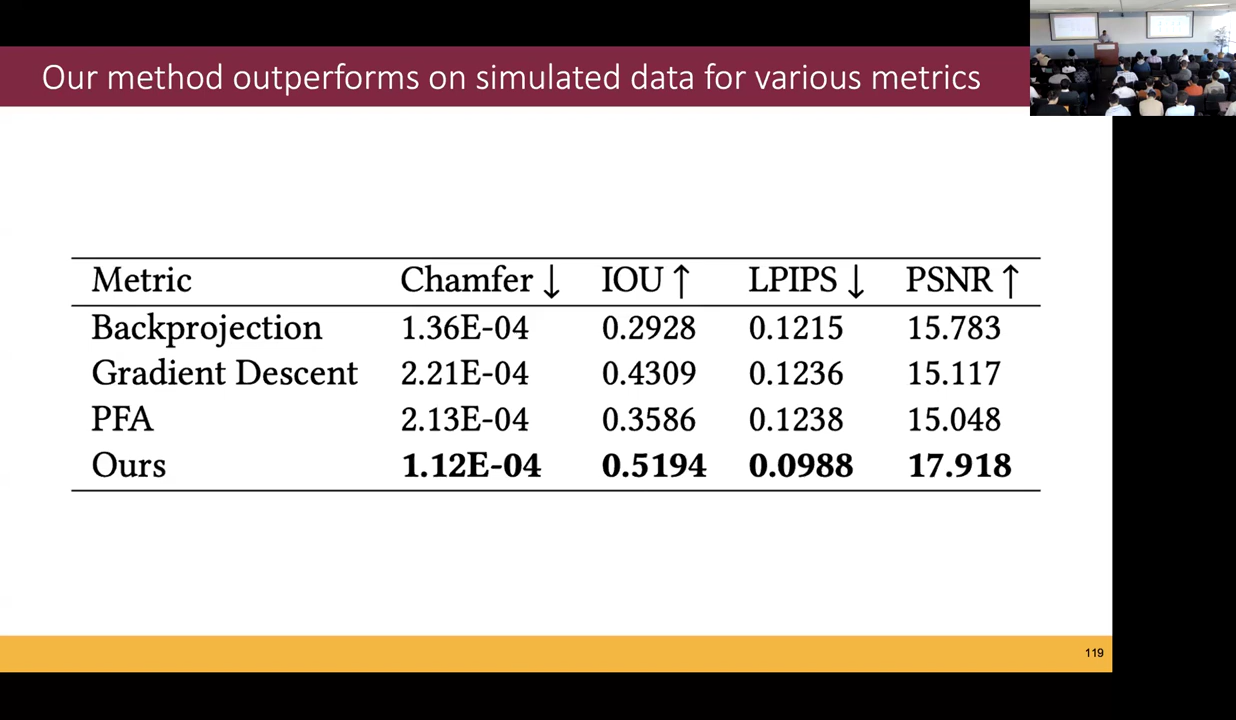 Our method outperforms on simulated data for various metrics
Metric Chamfer ↓ IOU ↑ LPIPS ↓ PSNR ↑
Backprojection 1.36E-04 0.2928 0.1215 15.783
Gradient Descent 2.21E-04 0.4309 0.1236 15.117
PFA 2.13E-04 0.3586 0.1238 15.048
Ours 1.12E-04 0.5194 0.0988 17.918
119